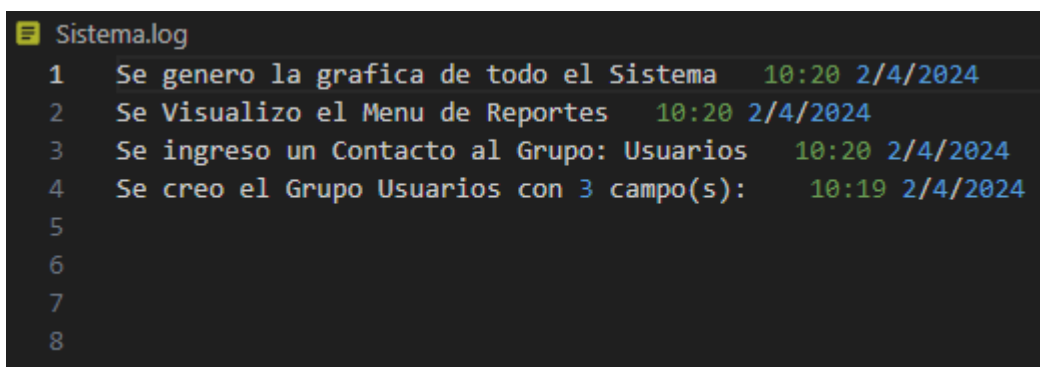 Sistema.log
1 Se genero la grafica de todo el Sistema 10:20 2/4/2024
2 Se Visualizo el Menu de Reportes 10:20 2/4/2024
3 Se ingreso un Contacto al Grupo: Usuarios 10:20 2/4/2024
4 Se creo el Grupo Usuarios con 3 campo(s): 10:19 2/4/2024
5
6
7
8